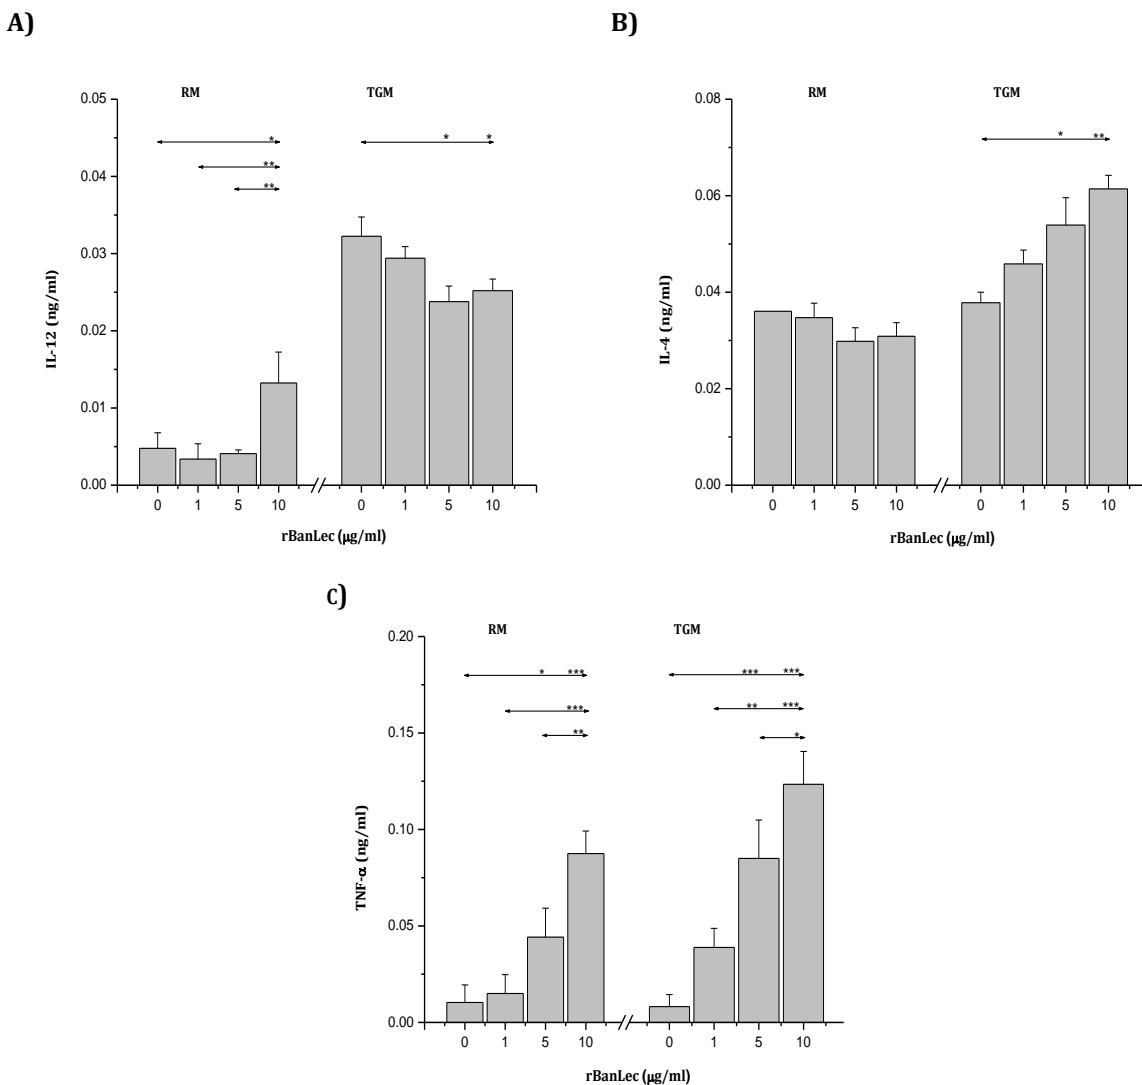 A)
B)
RM TGM
0.05
0.04
0.03
0.02
0.01
0.00
* 
**
**
* *
IL-12 (ng/ml)
0 1 5 10 0 1 5 10
rBanLec (μg/ml)
RM TGM
0.08
0.06
0.04
0.02
0.00
* **
IL-4 (ng/ml)
0 1 5 10 0 1 5 10
rBanLec (μg/ml)
C)
RM TGM
0.20
0.15
0.10
0.05
0.00
* *** *** ***
*** ** ***
** *
TNF-α (ng/ml)
0 1 5 10 0 1 5 10
rBanLec (μg/ml)